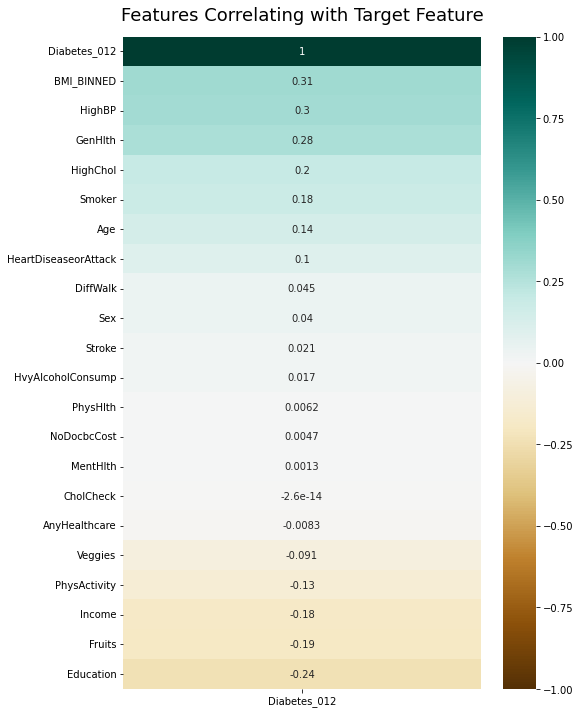 Features Correlating with Target Feature
Diabetes_012 1
BMI_BINNED 0.31
HighBP 0.3
GenHlth 0.28
HighChol 0.2
Smoker 0.18
Age 0.14
HeartDiseaseorAttack 0.1
DiffWalk 0.045
Sex 0.04
Stroke 0.021
HvyAlcoholConsump 0.017
PhysHlth 0.0062
NoDocbcCost 0.0047
MentHlth 0.0013
CholCheck -2.6e-14
AnyHealthcare -0.0083
Veggies -0.091
PhysActivity -0.13
Income -0.18
Fruits -0.19
Education -0.24
Diabetes_012
1.00
0.75
0.50
0.25
0.00
−0.25
−0.50
−0.75
−1.00